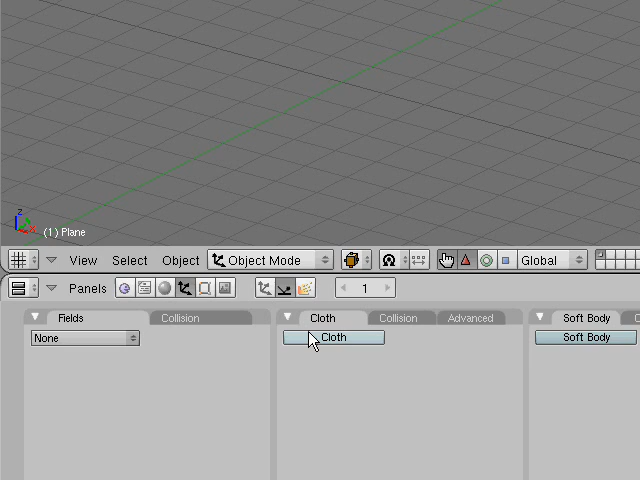 z
x
(1) Plane
View Select Object Object Mode Global
Panels 1
Fields Collision Cloth Collision Advanced Soft Body C
None Cloth Soft Body